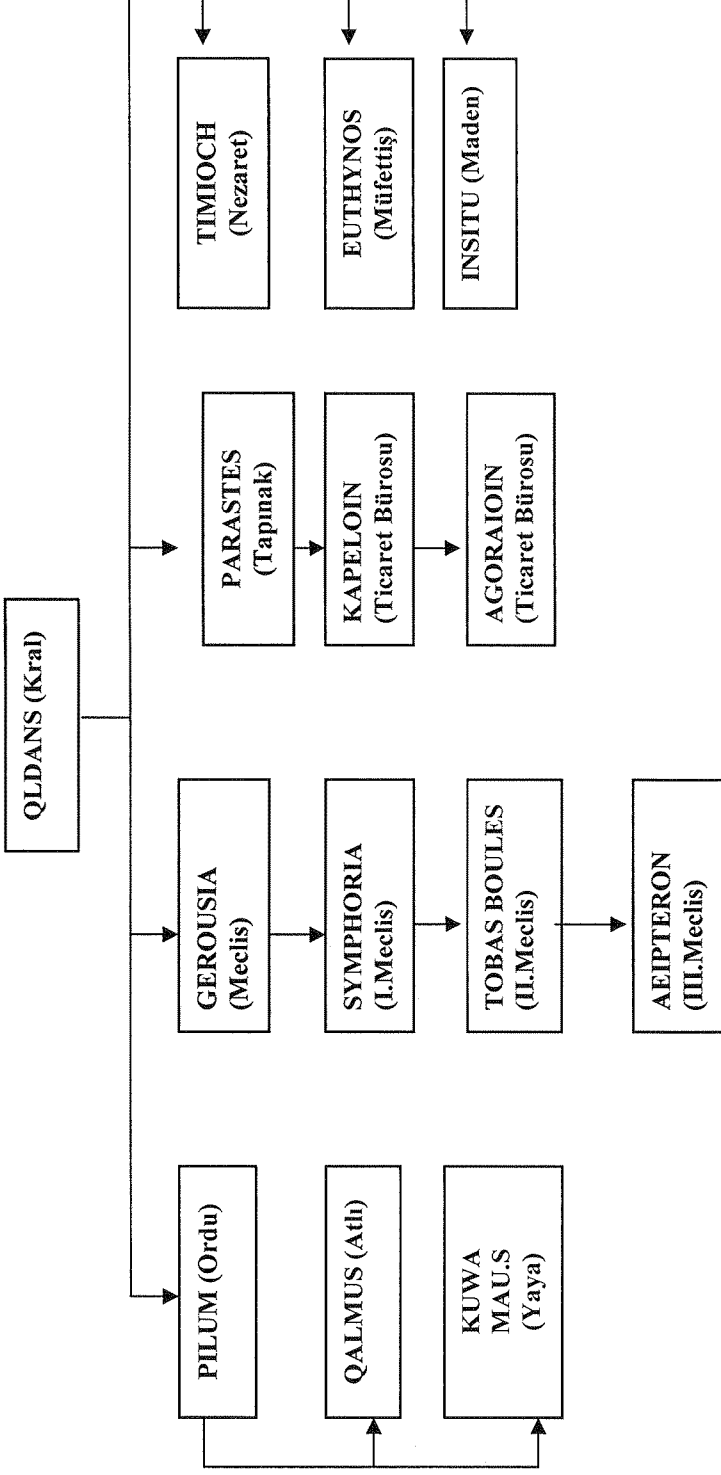 QLDANS (Kral)
PILUM (Ordu)
QALMUS (Atlı)
KUWA
MAU.S
(Yaya)
GEROUSIA
(Meclis)
SYMPHORIA
(I.Meclis)
TOBAS BOULES
(II.Meclis)
AEIPTERON
(III.Meclis)
PARASTES
(Tapınak)
KAPELOIN
(Ticaret Bürosu)
AGORAIOIN
(Ticaret Bürosu)
TIMIOCH
(Nezaret)
EUTHYNOS
(Müfettiş)
INSITU (Maden)